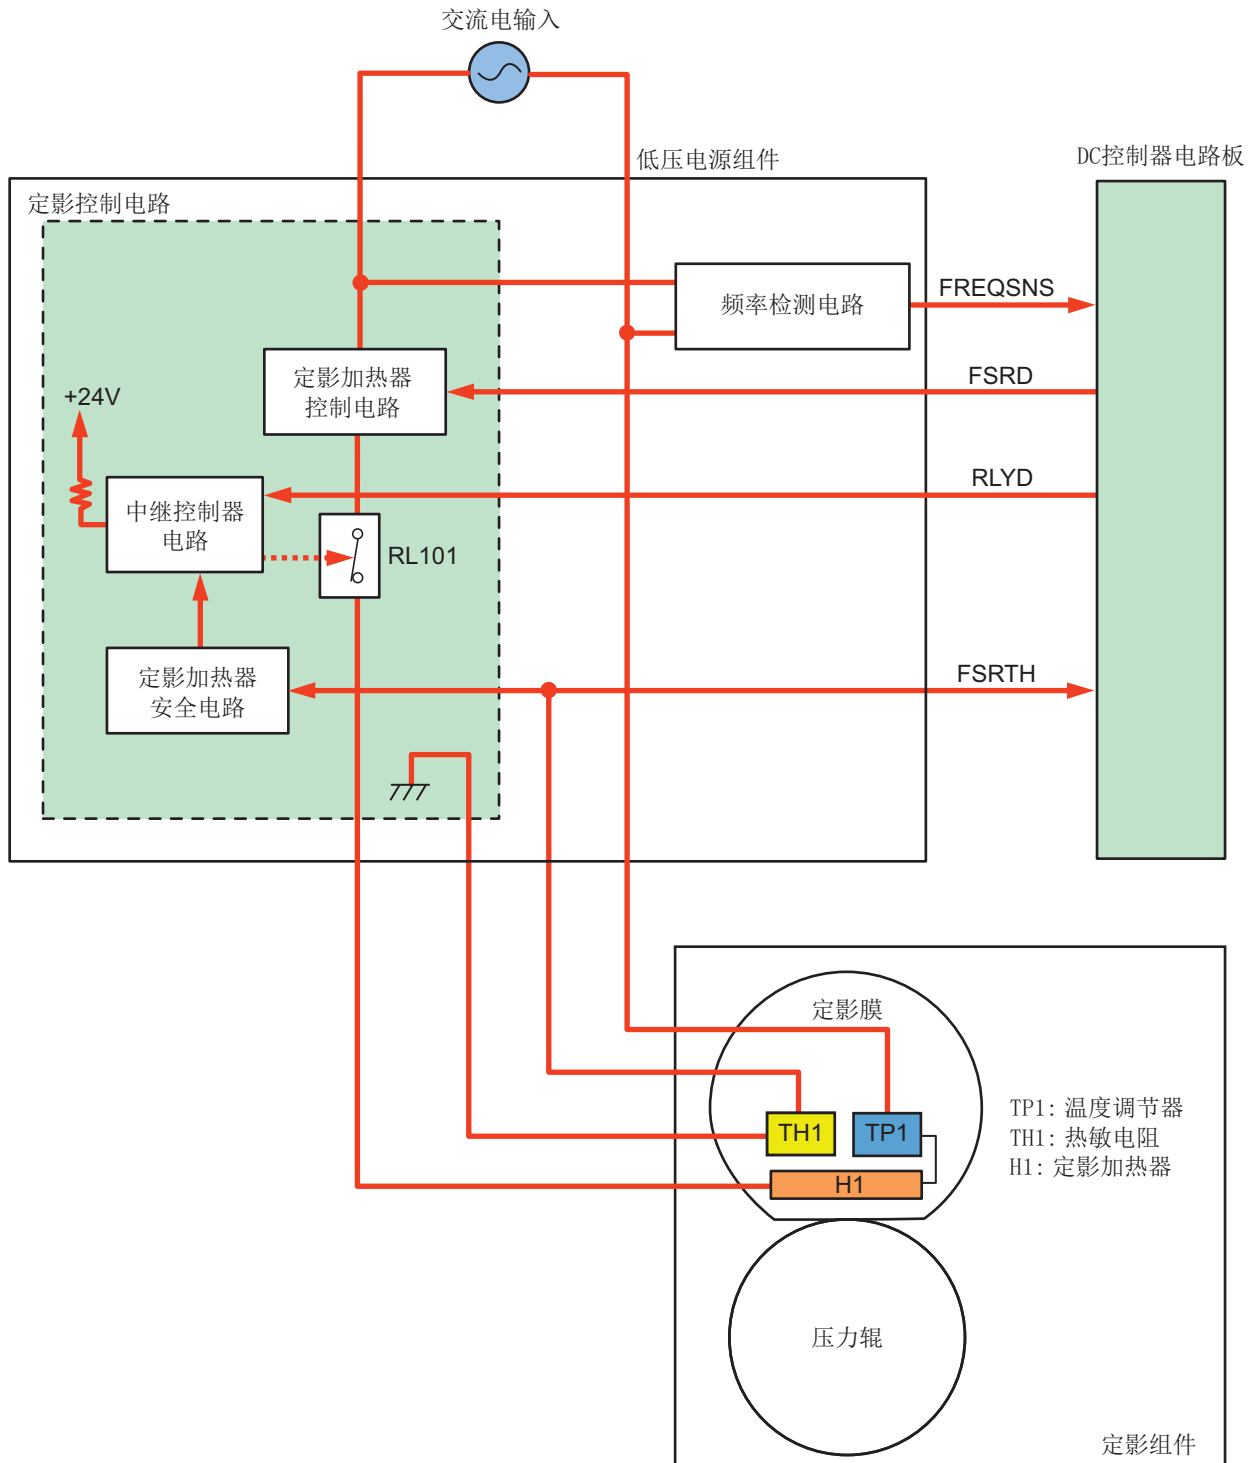 交流电输入
低压电源组件
DC控制器电路板
定影控制电路
频率检测电路
FREQSNS
定影加热器
控制电路
FSRD
+24V
中继控制器
电路
RLYD
RL101
定影加热器
安全电路
FSRTH
定影膜
TH1
TP1
H1
TP1: 温度调节器
TH1: 热敏电阻
H1: 定影加热器
压力辊
定影组件